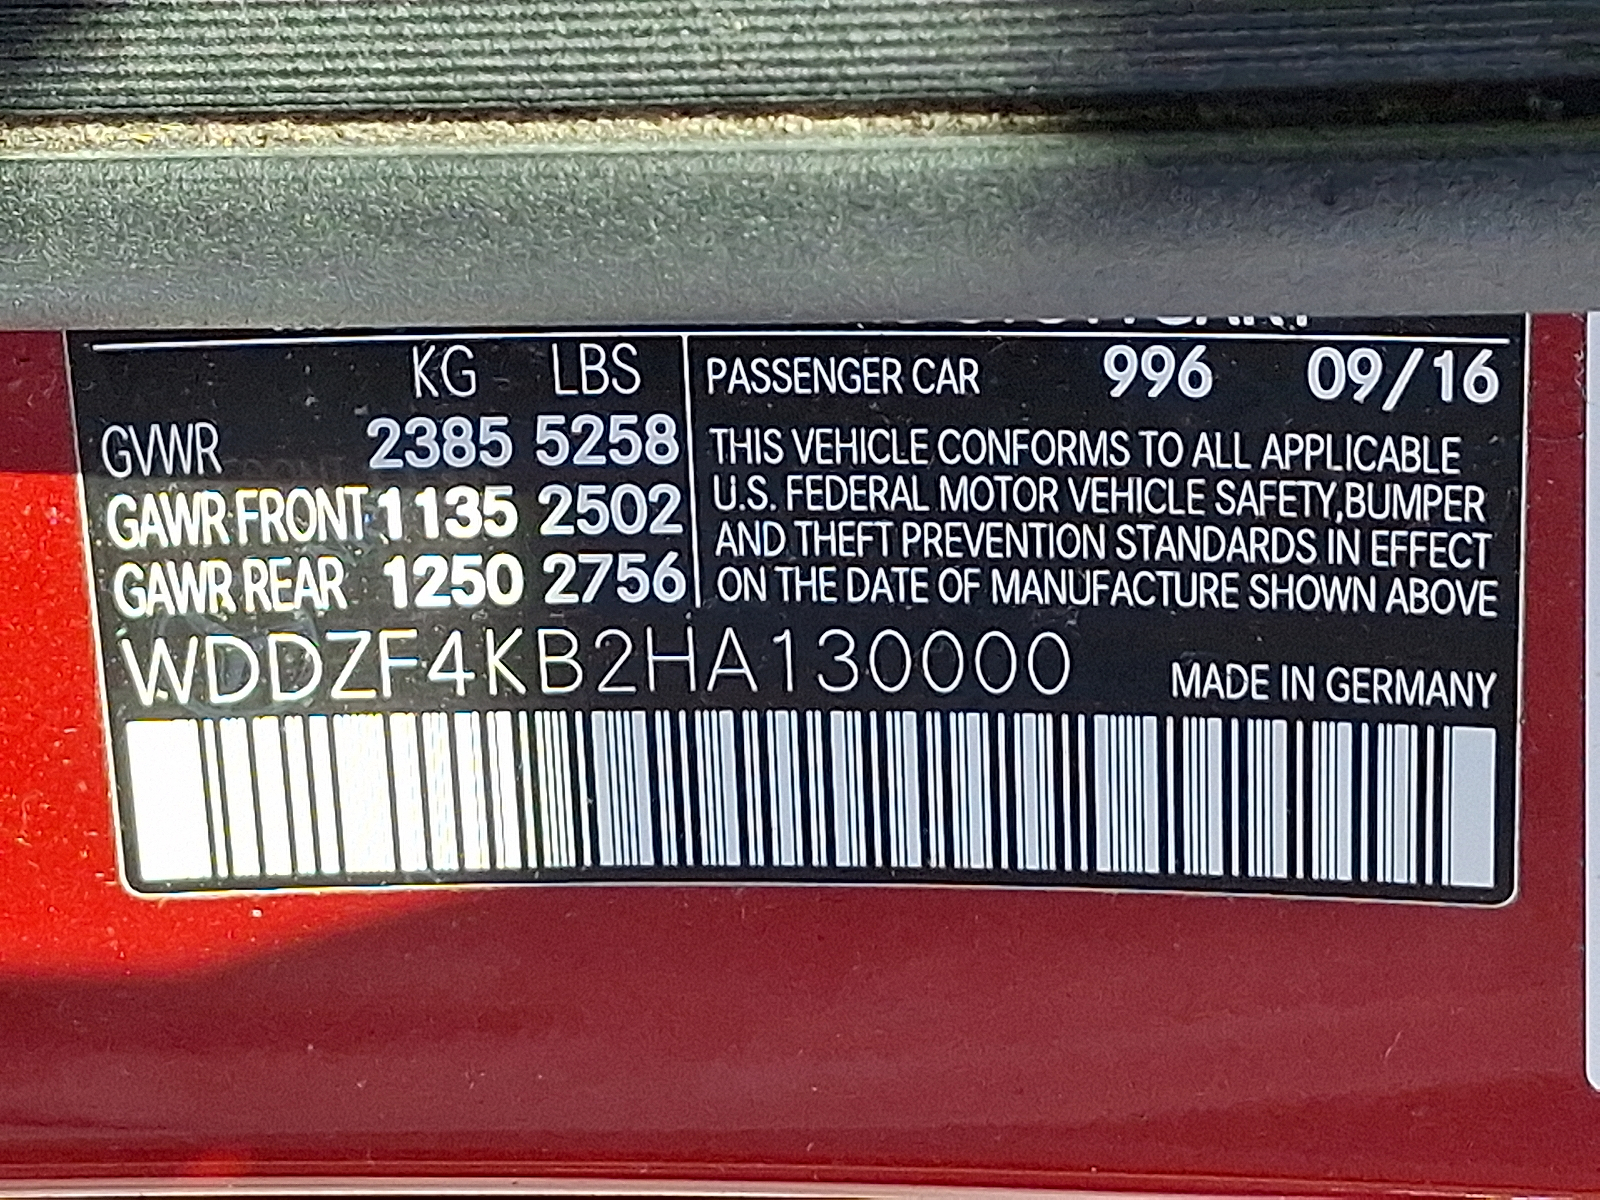 KG LBS
GVWR 2385 5258
GAWR FRONT 1135 2502
GAWR REAR 1250 2756
PASSENGER CAR 996 09/16
THIS VEHICLE CONFORMS TO ALL APPLICABLE
U.S. FEDERAL MOTOR VEHICLE SAFETY,BUMPER
AND THEFT PREVENTION STANDARDS IN EFFECT
ON THE DATE OF MANUFACTURE SHOWN ABOVE
WDDZF4KB2HA130000
MADE IN GERMANY